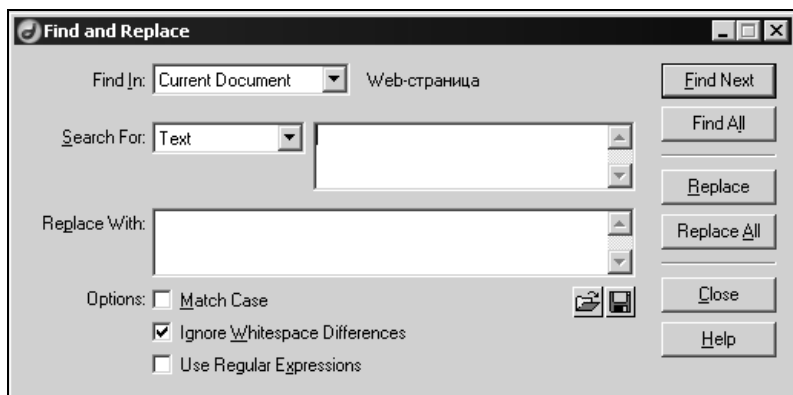 Find and Replace
Find In: Current Document Web-страница Find Next
Find All
Search For: Text
Replace
Replace With: Replace All
Options: Match Case Close
Ignore Whitespace Differences
Help
Use Regular Expressions